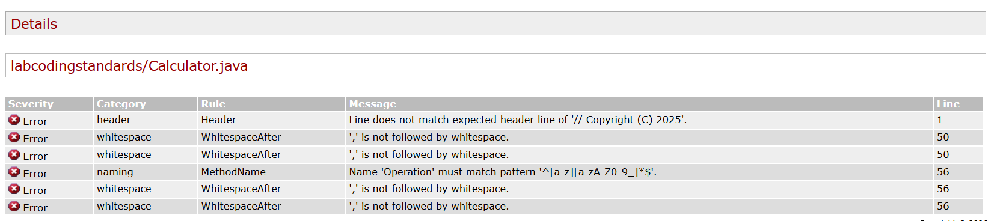 Details
labcodingstandards/Calculator.java
Severity Category Rule Message Line
Error header Header Line does not match expected header line of '// Copyright (C) 2025'. 1
Error whitespace WhitespaceAfter ',' is not followed by whitespace. 50
Error whitespace WhitespaceAfter ',' is not followed by whitespace. 50
Error naming MethodName Name 'Operation' must match pattern '^[a-z][a-zA-Z0-9_]*$'. 56
Error whitespace WhitespaceAfter ',' is not followed by whitespace. 56
Error whitespace WhitespaceAfter ',' is not followed by whitespace. 56